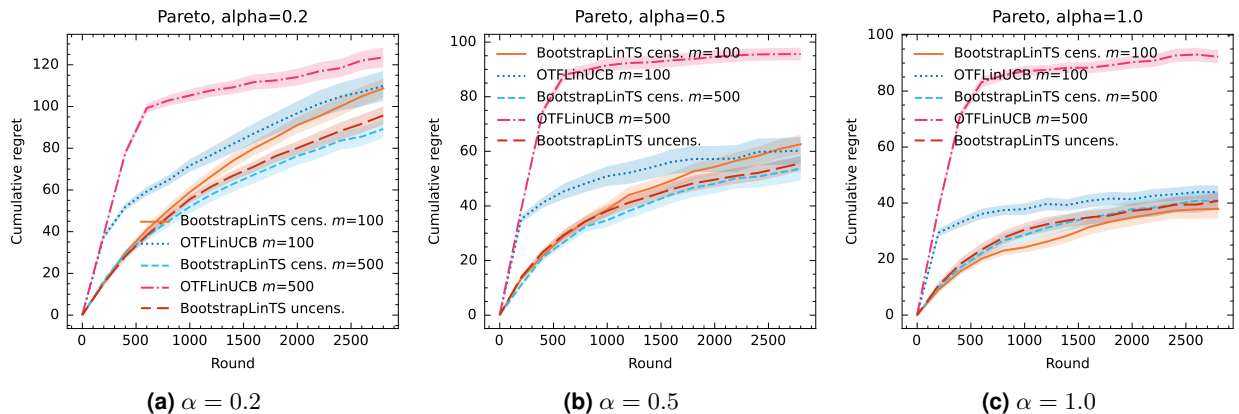 Pareto, alpha=0.2
Cumulative regret
120
100
80
60
40
20
0
BootstrapLinTS cens. m=100
OTFLinUCB m=100
BootstrapLinTS cens. m=500
OTFLinUCB m=500
BootstrapLinTS uncens.
0 500 1000 1500 2000 2500
Round
(a) α = 0.2
Pareto, alpha=0.5
Cumulative regret
100
80
60
40
20
0
BootstrapLinTS cens. m=100
OTFLinUCB m=100
BootstrapLinTS cens. m=500
OTFLinUCB m=500
BootstrapLinTS uncens.
0 500 1000 1500 2000 2500
Round
(b) α = 0.5
Pareto, alpha=1.0
Cumulative regret
100
80
60
40
20
0
BootstrapLinTS cens. m=100
OTFLinUCB m=100
BootstrapLinTS cens. m=500
OTFLinUCB m=500
BootstrapLinTS uncens.
0 500 1000 1500 2000 2500
Round
(c) α = 1.0